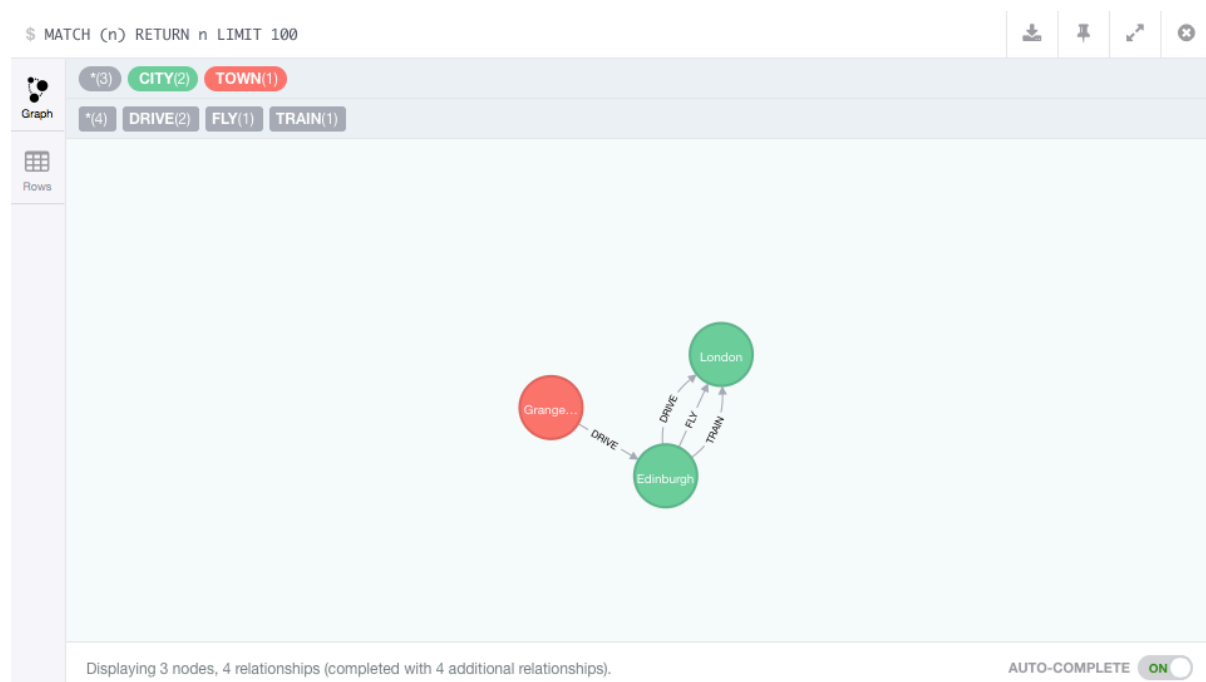 $ MATCH (n) RETURN n LIMIT 100
Graph
*(3) CITY(2) TOWN(1)
*(4) DRIVE(2) FLY(1) TRAIN(1)
Rows
London
Grange...
DRIVE
DRIVE
FLY
TRAIN
Edinburgh
Displaying 3 nodes, 4 relationships (completed with 4 additional relationships).
AUTO-COMPLETE ON